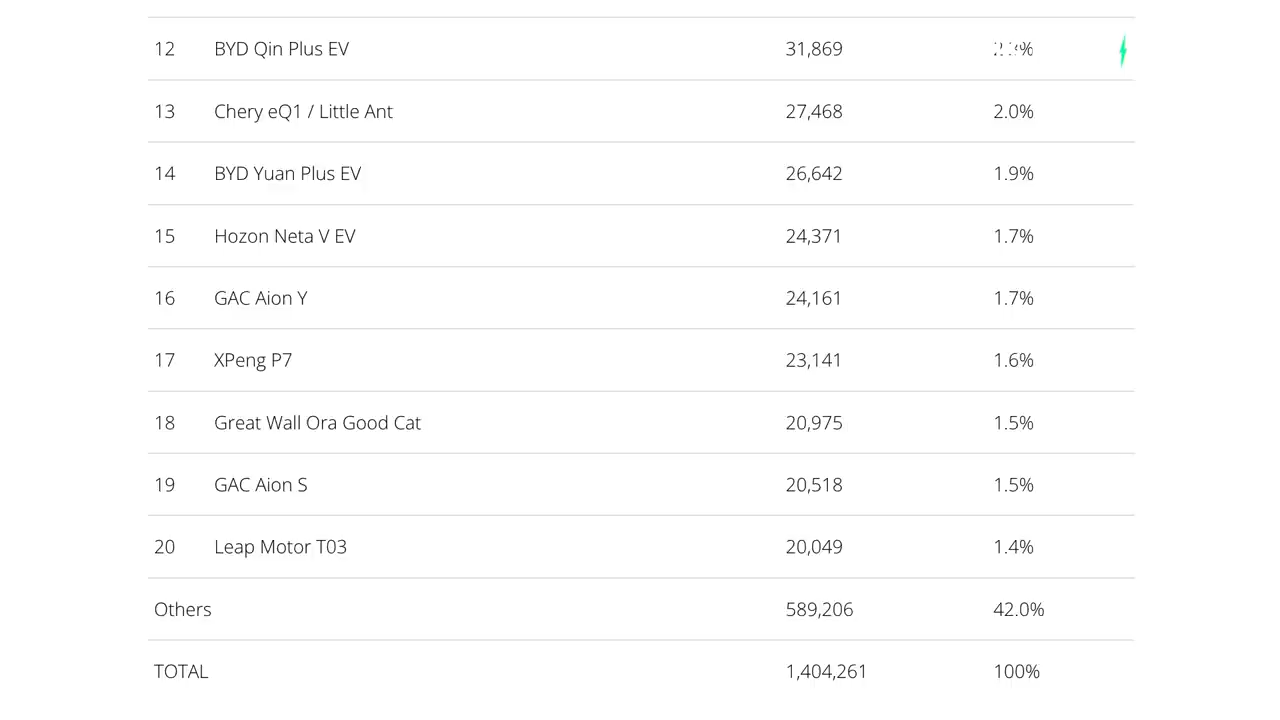 12 BYD Qin Plus EV 31,869
13 Chery eQ1 / Little Ant 27,468 2.0%
14 BYD Yuan Plus EV 26,642 1.9%
15 Hozon Neta V EV 24,371 1.7%
16 GAC Aion Y 24,161 1.7%
17 XPeng P7 23,141 1.6%
18 Great Wall Ora Good Cat 20,975 1.5%
19 GAC Aion S 20,518 1.5%
20 Leap Motor T03 20,049 1.4%
Others 589,206 42.0%
TOTAL 1,404,261 100%